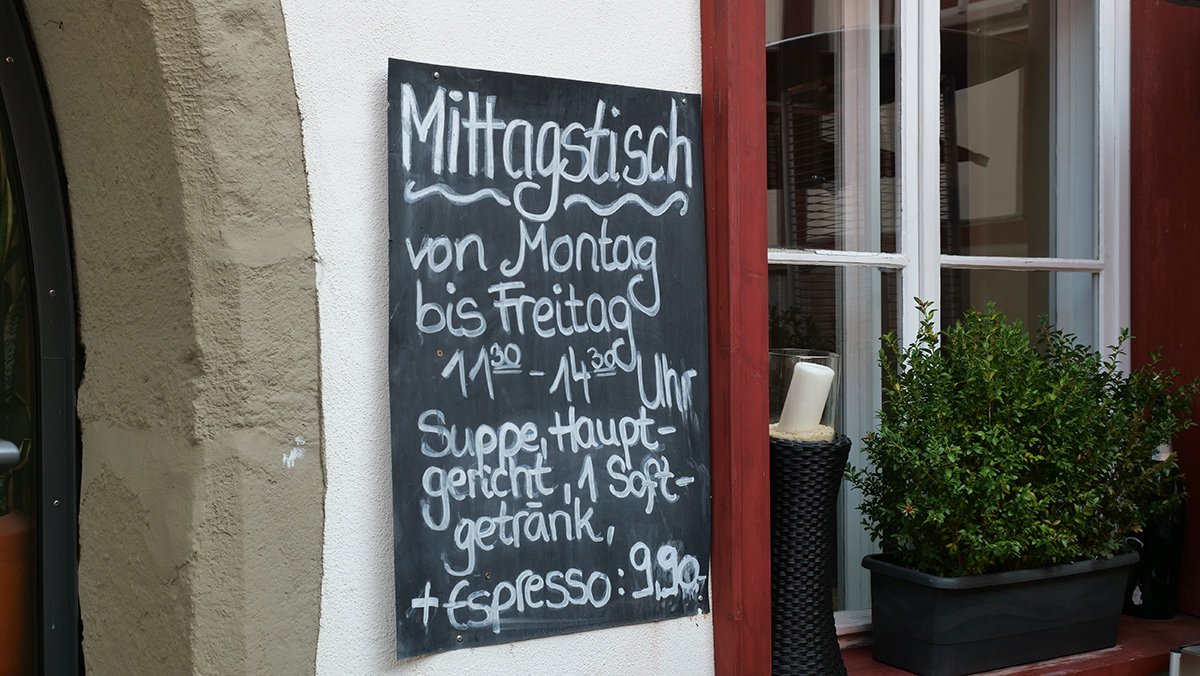 Mittagstisch
von Montag
bis Freitag
11³⁰ - 14³⁰ Uhr
Suppe, Haupt-
gericht, 1 Soft-
getränk,
+ Espresso: 9,90,-